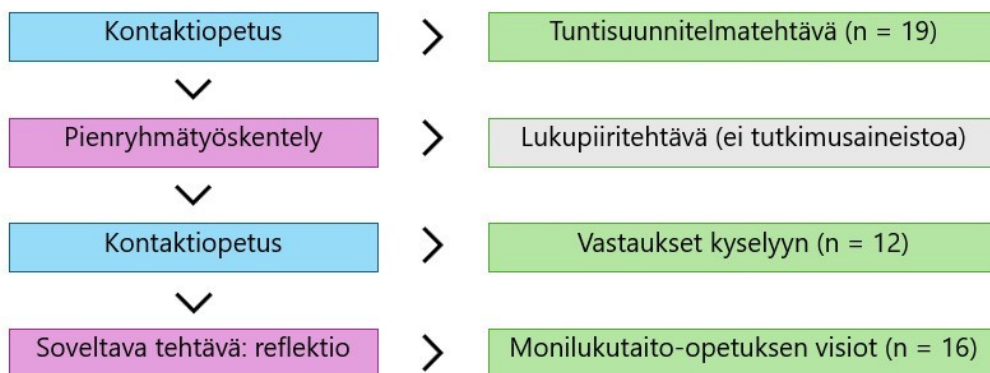 Kontaktiopetus
Tuntisuunnitelmatehtävä (n = 19)
Pienryhmätyöskentely
Lukupiiritehtävä (ei tutkimusaineistoa)
Kontaktiopetus
Vastaukset kyselyyn (n = 12)
Soveltava tehtävä: reflektio
Monilukutaito-opetuksen visiot (n = 16)